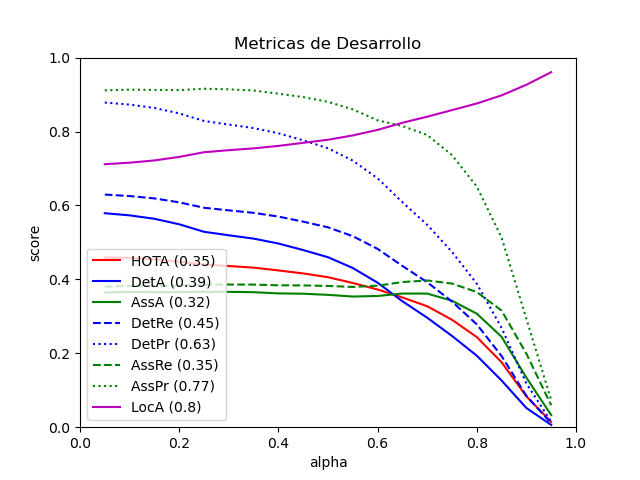 Metricas de Desarrollo
1.0
0.8
0.6
0.4
0.2
0.0
score
HOTA (0.35)
DetA (0.39)
AssA (0.32)
DetRe (0.45)
DetPr (0.63)
AssRe (0.35)
AssPr (0.77)
LocA (0.8)
0.0 0.2 0.4 0.6 0.8 1.0
alpha